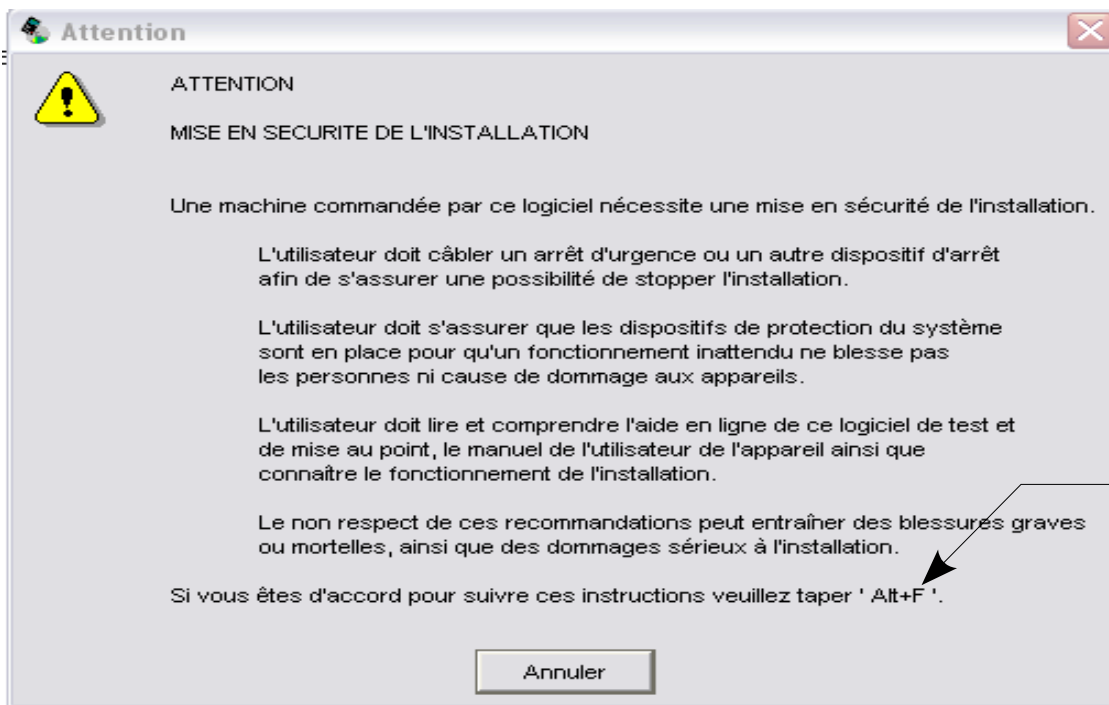 Attention
ATTENTION
MISE EN SECURITE DE L'INSTALLATION
Une machine commandée par ce logiciel nécessite une mise en sécurité de l'installation.
L'utilisateur doit câbler un arrêt d'urgence ou un autre dispositif d'arrêt
afin de s'assurer une possibilité de stopper l'installation.
L'utilisateur doit s'assurer que les dispositifs de protection du système
sont en place pour qu'un fonctionnement inattendu ne blesse pas
les personnes ni cause de dommage aux appareils.
L'utilisateur doit lire et comprendre l'aide en ligne de ce logiciel de test et
de mise au point, le manuel de l'utilisateur de l'appareil ainsi que
connaître le fonctionnement de l'installation.
Le non respect de ces recommandations peut entraîner des blessures graves
ou mortelles, ainsi que des dommages sérieux à l'installation.
Si vous êtes d'accord pour suivre ces instructions veuillez taper ' Alt+F '.
Annuler